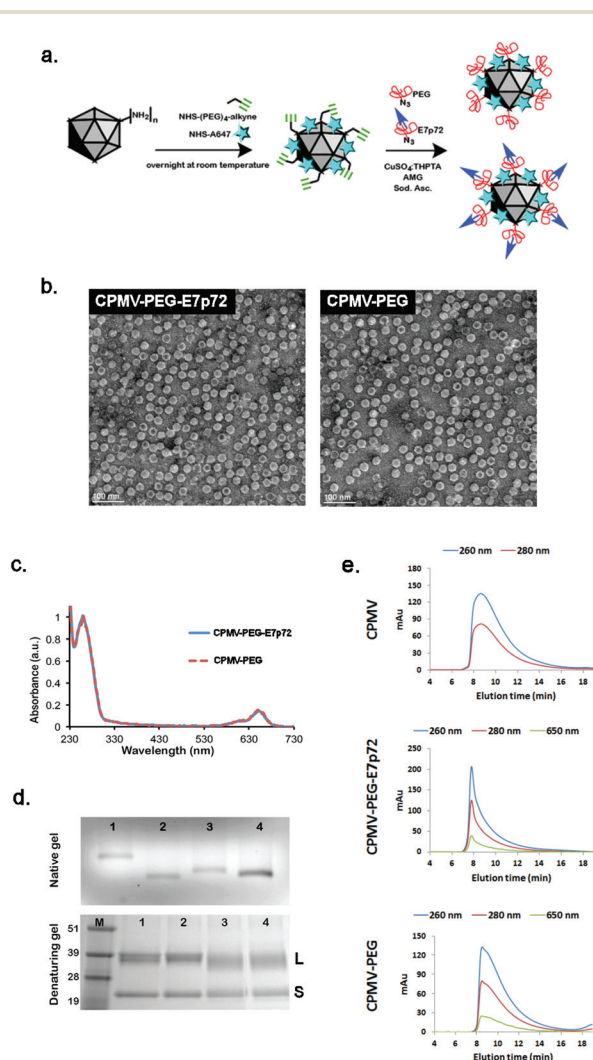 a.
[NH2]n
NHS-(PEG)4-alkyne
NHS-A647
overnight at room temperature
PEG
N3
E7p72
N3
CuSO4:THPTA
AMG
Sod. Asc.
b.
CPMV-PEG-E7p72
CPMV-PEG
100 nm
100 nm
c.
Absorbance (a.u.)
1
0.8
0.6
0.4
0.2
0
230 330 430 530 630 730
Wavelength (nm)
CPMV-PEG-E7p72
CPMV-PEG
d.
Native gel
1 2 3 4
Denaturing gel
M 1 2 3 4
51
39
28
19
L
S
e.
CPMV
260 nm 280 nm
mAu
180
150
120
90
60
30
0
4 6 8 10 12 14 16 18
Elution time (min)
CPMV-PEG-E7p72
260 nm 280 nm 650 nm
mAu
250
200
150
100
50
0
4 6 8 10 12 14 16 18
Elution time (min)
CPMV-PEG
260 nm 280 nm 650 nm
mAu
150
120
90
60
30
0
4 6 8 10 12 14 16 18
Elution time (min)